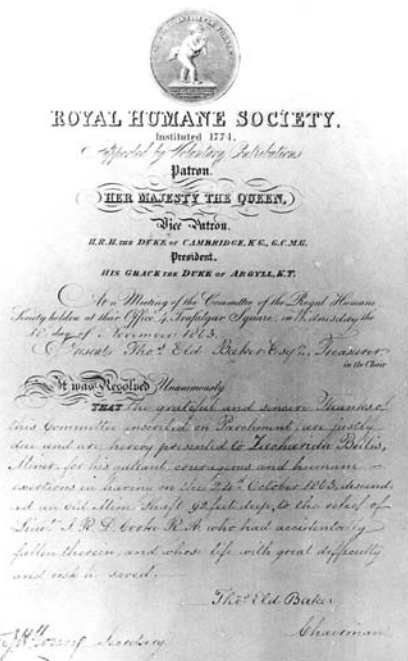 ROYAL HUMANE SOCIETY.
Instituted 1774.
Supported by Voluntary Contributions
Patron.
HER MAJESTY THE QUEEN,
Vice Patron.
H.R.H. THE DUKE OF CAMBRIDGE, K.G., G.C.M.G.
President.
HIS GRACE THE DUKE OF ARGYLL, K.T.
At a Meeting of the Committee of the Royal Humane
Society holden at their Office, 4, Trafalgar Square, on Wednesday the
18 day of November 1863.
Present Thos. Eld Baker Esqre, Treasurer
in the Chair
It was Resolved Unanimously
THAT the grateful and sincere Thanks of
this Committee inscribed on Parchment, are justly
due and are hereby presented to
Miner, for his gallant, courageous and humane
exertions in having on the 24th October 1863, descend-
ed an old Mine Shaft 92 feet deep, to the relief of
Lieut. J. R. D. Cooke R.A. who had accidentally
fallen therein, and whose life with great difficulty
and risk he saved.
Thos. Eld Baker
Chairman
Secretary